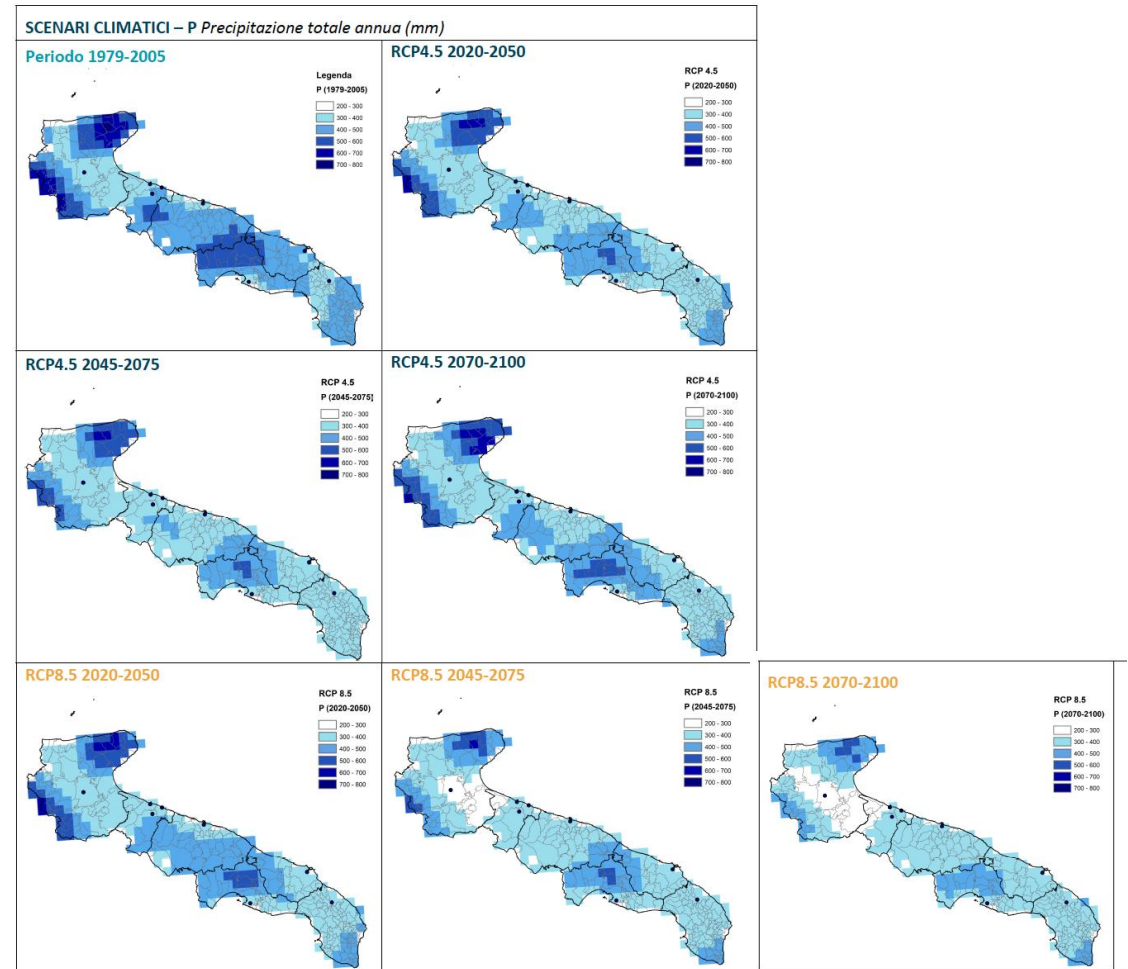 SCENARI CLIMATICI – P Precipitazione totale annua (mm)
Periodo 1979-2005
Legenda
P (1979-2005)
200 - 300
300 - 400
400 - 500
500 - 600
600 - 700
700 - 800
RCP4.5 2020-2050
RCP 4.5
P (2020-2050)
200 - 300
300 - 400
400 - 500
500 - 600
600 - 700
700 - 800
RCP4.5 2045-2075
RCP 4.5
P (2045-2075)
200 - 300
300 - 400
400 - 500
500 - 600
600 - 700
700 - 800
RCP4.5 2070-2100
RCP 4.5
P (2070-2100)
200 - 300
300 - 400
400 - 500
500 - 600
600 - 700
700 - 800
RCP8.5 2020-2050
RCP 8.5
P (2020-2050)
200 - 300
300 - 400
400 - 500
500 - 600
600 - 700
700 - 800
RCP8.5 2045-2075
RCP 8.5
P (2045-2075)
200 - 300
300 - 400
400 - 500
500 - 600
600 - 700
700 - 800
RCP8.5 2070-2100
RCP 8.5
P (2070-2100)
200 - 300
300 - 400
400 - 500
500 - 600
600 - 700
700 - 800